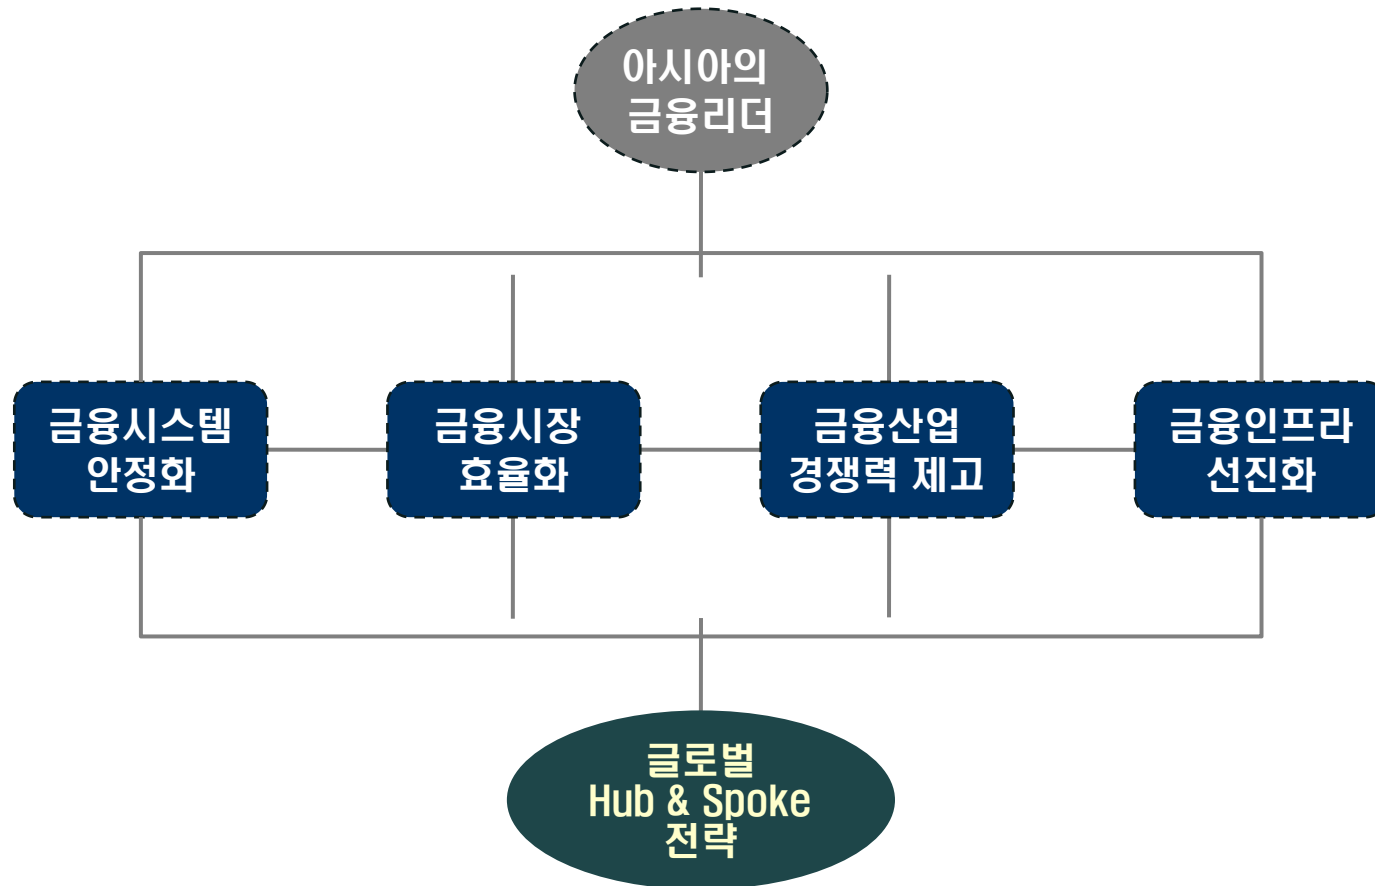 아시아의
금융리더
금융시스템
안정화
금융시장
효율화
금융산업
경쟁력 제고
금융인프라
선진화
글로벌
Hub & Spoke
전략